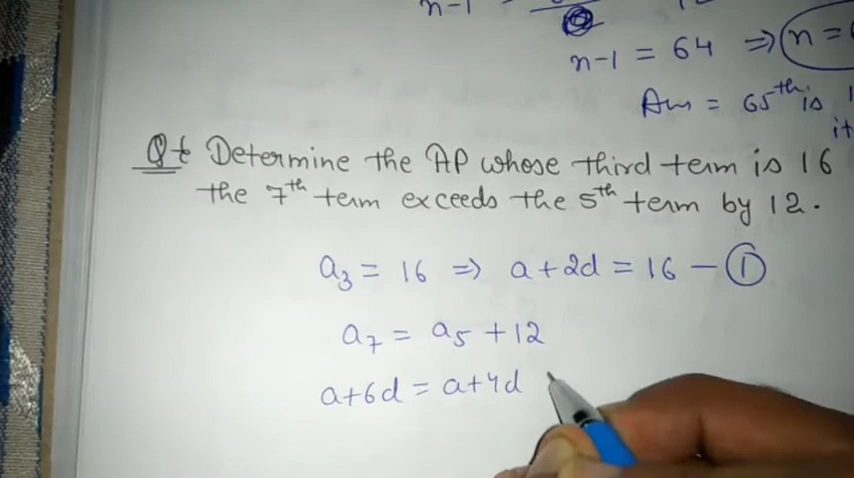 n-1
n-1 = 64 ⇒ n =
Ans = 65th is
it
Determine the AP whose third term is 16
the 7th term exceeds the 5th term by 12.
a₃ = 16 ⇒ a+2d = 16 – ①
a₇ = a₅ +12
a+6d = a+4d